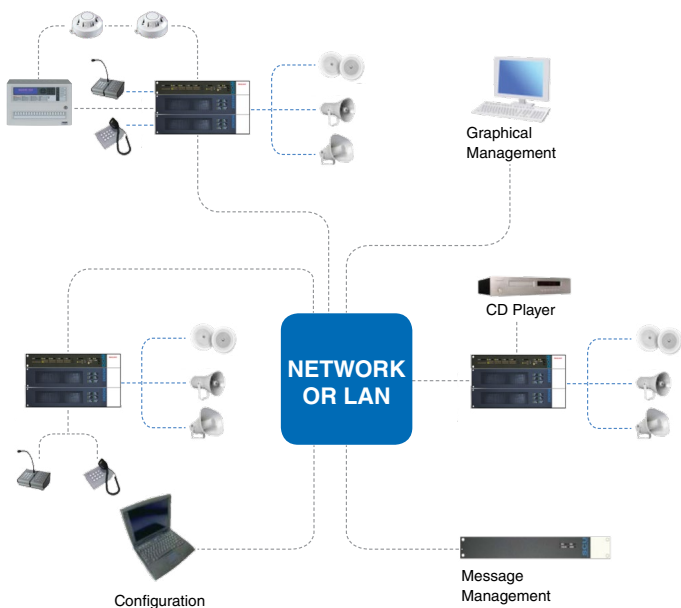 Graphical
Management
CD Player
NETWORK
OR LAN
Message
Management
Configuration